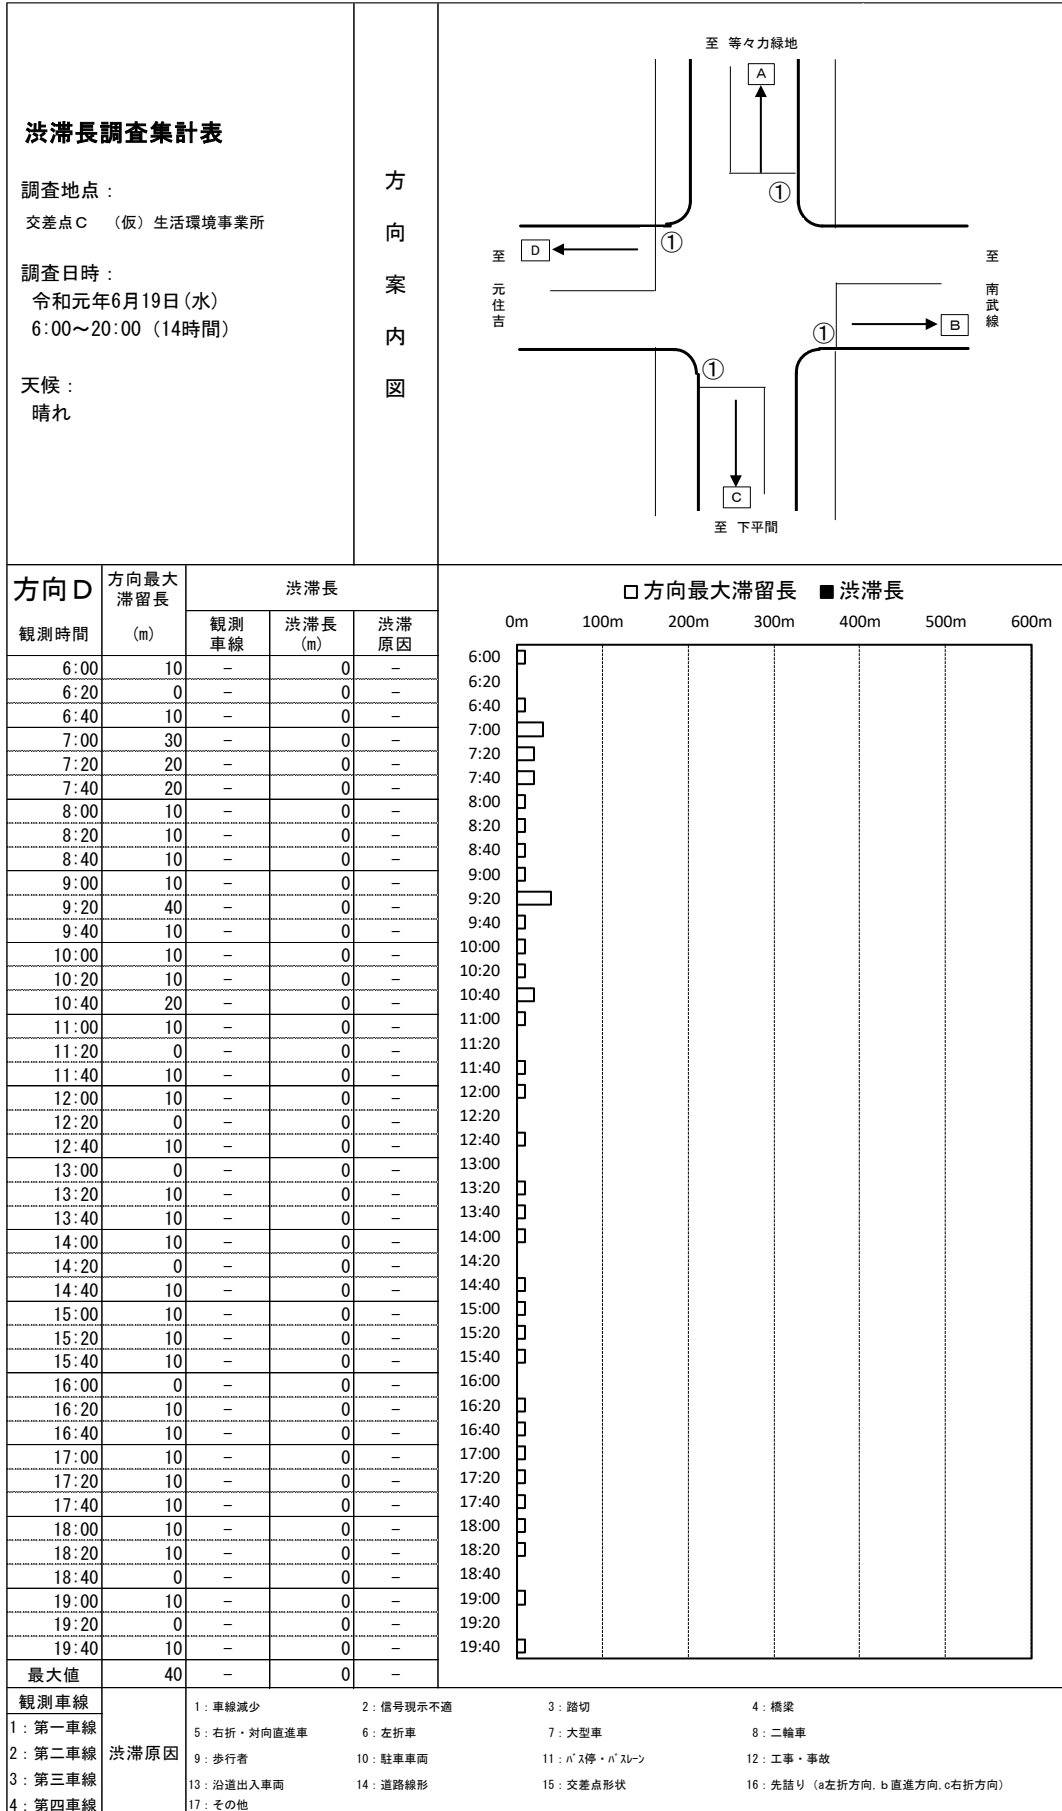 渋滞長調査集計表
調査地点：
交差点C （仮）生活環境事業所
調査日時：
令和元年6月19日(水)
6:00～20:00 (14時間)
天候：
晴れ
方向案内図
至 等々力緑地
A
①
①
至 元住吉
D
至 南武線
B
①
①
C
至 下平間
方向D 方向最大滞留長 (m) 渋滞長
観測時間 観測車線 渋滞長(m) 渋滞原因
6:00 10 － 0 －
6:20 0 － 0 －
6:40 10 － 0 －
7:00 30 － 0 －
7:20 20 － 0 －
7:40 20 － 0 －
8:00 10 － 0 －
8:20 10 － 0 －
8:40 10 － 0 －
9:00 10 － 0 －
9:20 40 － 0 －
9:40 10 － 0 －
10:00 10 － 0 －
10:20 10 － 0 －
10:40 20 － 0 －
11:00 10 － 0 －
11:20 0 － 0 －
11:40 10 － 0 －
12:00 10 － 0 －
12:20 0 － 0 －
12:40 10 － 0 －
13:00 0 － 0 －
13:20 10 － 0 －
13:40 10 － 0 －
14:00 10 － 0 －
14:20 0 － 0 －
14:40 10 － 0 －
15:00 10 － 0 －
15:20 10 － 0 －
15:40 10 － 0 －
16:00 0 － 0 －
16:20 10 － 0 －
16:40 10 － 0 －
17:00 10 － 0 －
17:20 10 － 0 －
17:40 10 － 0 －
18:00 10 － 0 －
18:20 10 － 0 －
18:40 0 － 0 －
19:00 10 － 0 －
19:20 0 － 0 －
19:40 10 － 0 －
最大値 40 － 0 －
□方向最大滞留長 ■渋滞長
0m 100m 200m 300m 400m 500m 600m
6:00
6:20
6:40
7:00
7:20
7:40
8:00
8:20
8:40
9:00
9:20
9:40
10:00
10:20
10:40
11:00
11:20
11:40
12:00
12:20
12:40
13:00
13:20
13:40
14:00
14:20
14:40
15:00
15:20
15:40
16:00
16:20
16:40
17:00
17:20
17:40
18:00
18:20
18:40
19:00
19:20
19:40
観測車線
1：第一車線
2：第二車線
3：第三車線
4：第四車線
渋滞原因
1：車線減少 2：信号現示不適 3：踏切 4：橋梁
5：右折・対向直進車 6：左折車 7：大型車 8：二輪車
9：歩行者 10：駐車車両 11：ﾊﾞｽ停・ﾊﾞｽﾚｰﾝ 12：工事・事故
13：沿道出入車両 14：道路線形 15：交差点形状 16：先詰り（a左折方向,b直進方向,c右折方向）
17：その他